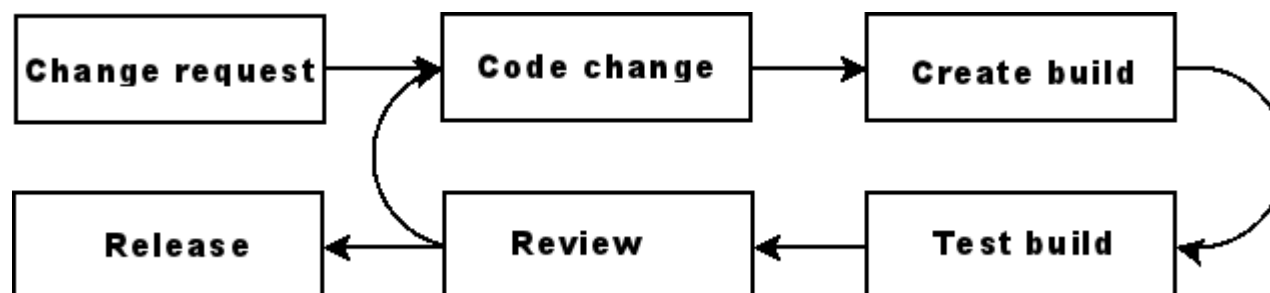 Change request
Code change
Create build
Release
Review
Test build